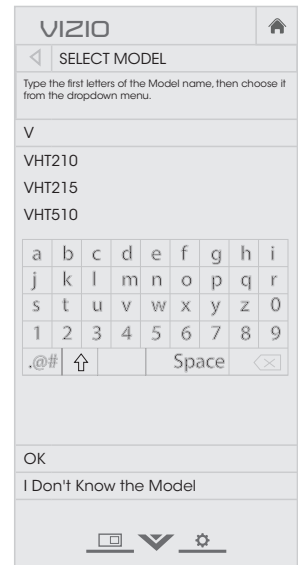 VIZIO
SELECT MODEL
Type the first letters of the Model name, then choose it
from the dropdown menu.
V
VHT210
VHT215
VHT510
a b c d e f g h i
j k l m n o p q r
s t u v w x y z 0
1 2 3 4 5 6 7 8 9
.@# Space
OK
I Don't Know the Model